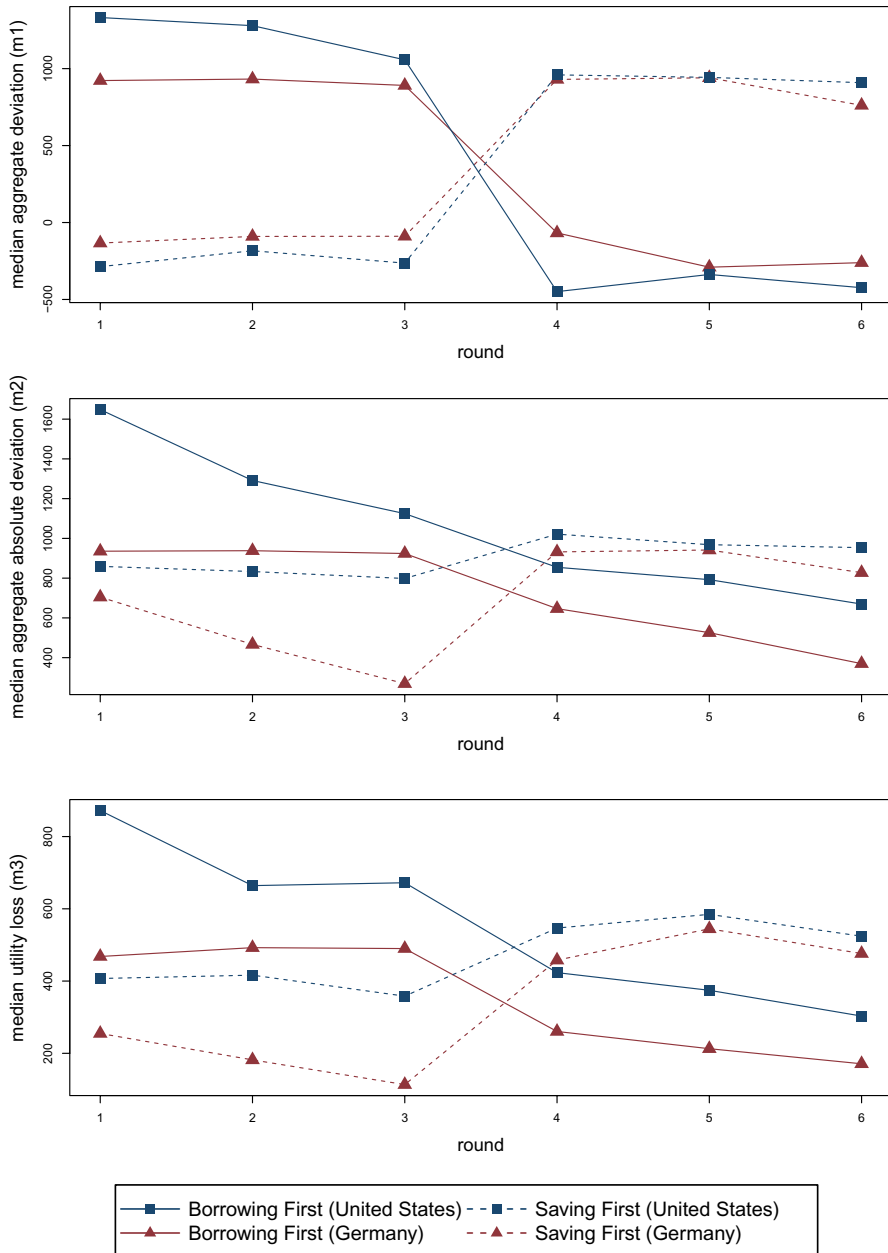 median aggregate deviation (m1)
1000
500
0
−500
1 2 3 4 5 6
round
median aggregate absolute deviation (m2)
1600
1400
1200
1000
800
600
400
1 2 3 4 5 6
round
median utility loss (m3)
800
600
400
200
1 2 3 4 5 6
round
Borrowing First (United States) Saving First (United States)
Borrowing First (Germany) Saving First (Germany)